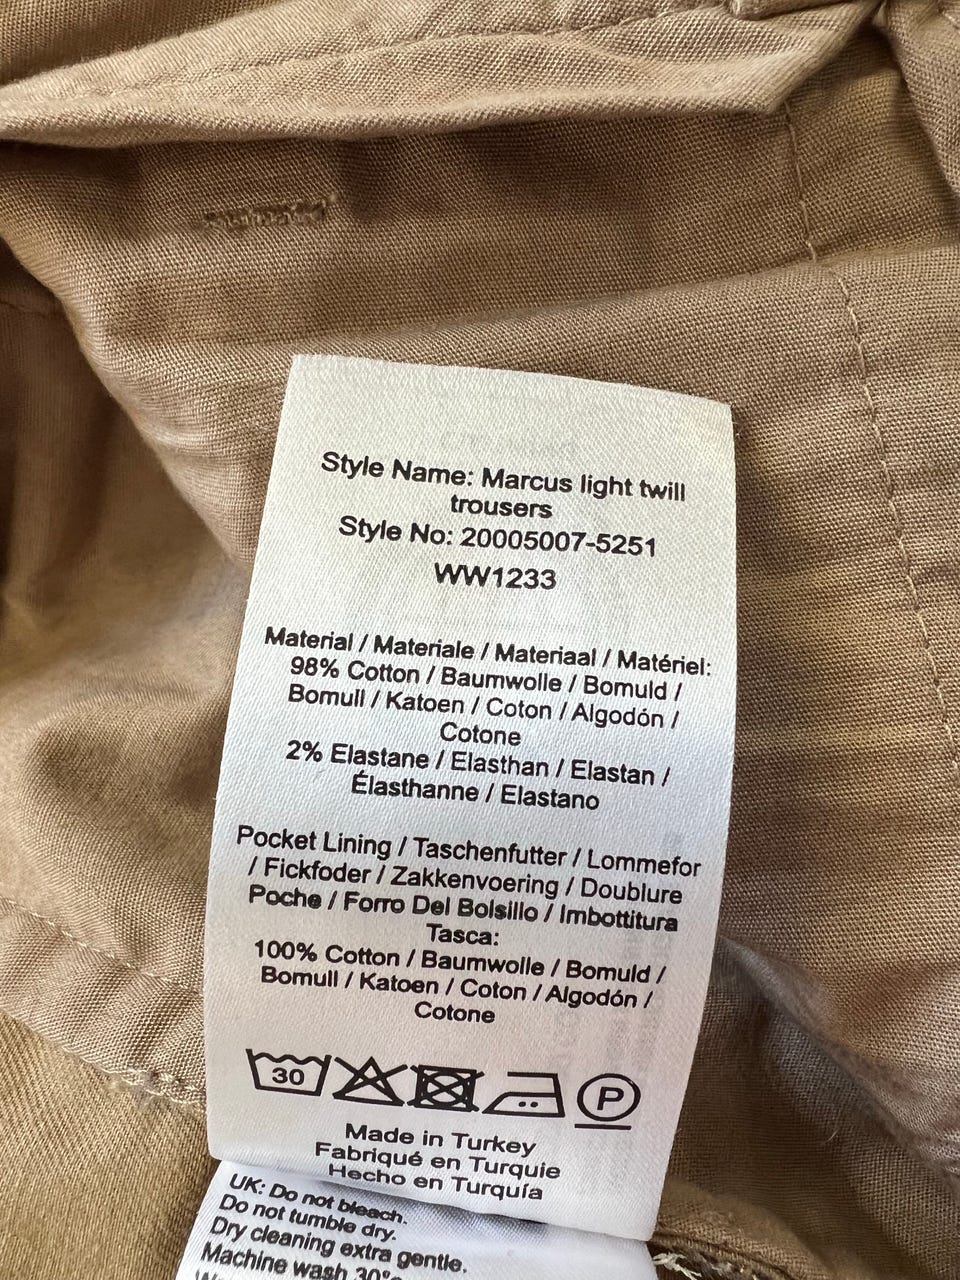 Style Name: Marcus light twill
trousers
Style No: 20005007-5251
WW1233
Material / Materiale / Materiaal / Matériel:
98% Cotton / Baumwolle / Bomuld /
Bomull / Katoen / Coton / Algodón /
Cotone
2% Elastane / Elasthan / Elastan /
Élasthanne / Elastano
Pocket Lining / Taschenfutter / Lommefor
/ Fickfoder / Zakkenvoering / Doublure
Poche / Forro Del Bolsillo / Imbottitura
Tasca:
100% Cotton / Baumwolle / Bomuld /
Bomull / Katoen / Coton / Algodón /
Cotone
30
P
Made in Turkey
Fabriqué en Turquie
Hecho en Turquía
UK: Do not bleach.
Do not tumble dry.
Dry cleaning extra gentle.
Machine wash 30°